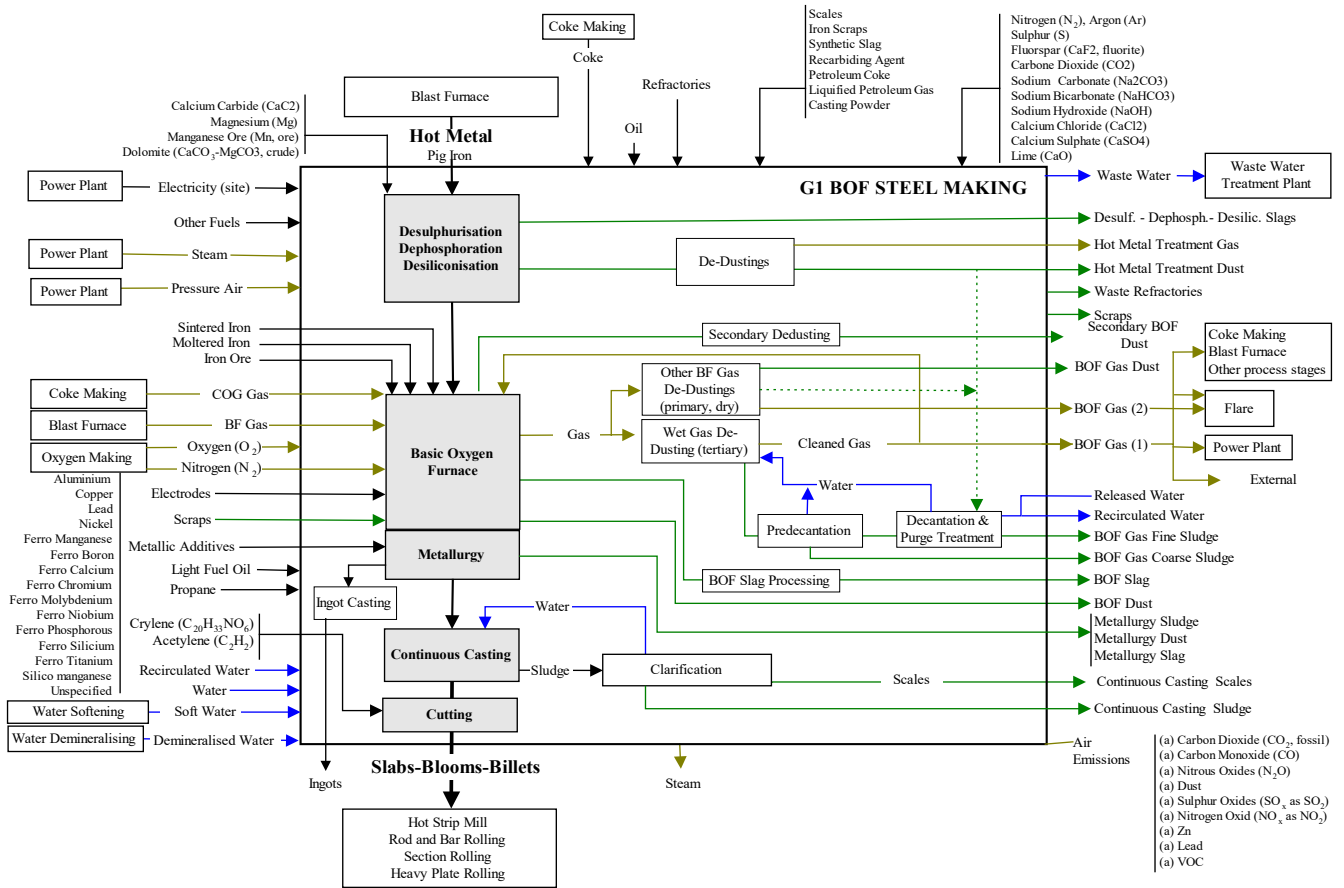 Coke Making
Coke
Refractories
Oil
Scales
Iron Scraps
Synthetic Slag
Recarbiding Agent
Petroleum Coke
Liquified Petroleum Gas
Casting Powder
Nitrogen (N2), Argon (Ar)
Sulphur (S)
Fluorspar (CaF2, fluorite)
Carbone Dioxide (CO2)
Sodium Carbonate (Na2CO3)
Sodium Bicarbonate (NaHCO3)
Sodium Hydroxide (NaOH)
Calcium Chloride (CaCl2)
Calcium Sulphate (CaSO4)
Lime (CaO)
Blast Furnace
Hot Metal
Pig Iron
Calcium Carbide (CaC2)
Magnesium (Mg)
Manganese Ore (Mn, ore)
Dolomite (CaCO3-MgCO3, crude)
G1 BOF STEEL MAKING
Power Plant
Electricity (site)
Other Fuels
Power Plant
Steam
Power Plant
Pressure Air
Sintered Iron
Moltered Iron
Iron Ore
Coke Making
COG Gas
Blast Furnace
BF Gas
Oxygen Making
Oxygen (O2)
Nitrogen (N2)
Aluminium
Copper
Lead
Nickel
Ferro Manganese
Ferro Boron
Ferro Calcium
Ferro Chromium
Ferro Molybdenium
Ferro Niobium
Ferro Phosphorous
Ferro Silicium
Ferro Titanium
Silico manganese
Unspecified
Electrodes
Scraps
Metallic Additives
Light Fuel Oil
Propane
Crylene (C20H33NO6)
Acetylene (C2H2)
Recirculated Water
Water
Water Softening
Soft Water
Water Demineralising
Demineralised Water
Desulphurisation
Dephosphoration
Desiliconisation
Basic Oxygen
Furnace
Metallurgy
Ingot Casting
Continuous Casting
Cutting
Slabs-Blooms-Billets
Ingots
Hot Strip Mill
Rod and Bar Rolling
Section Rolling
Heavy Plate Rolling
De-Dustings
Secondary Dedusting
Gas
Other BF Gas
De-Dustings
(primary, dry)
Wet Gas De-
Dusting (tertiary)
Cleaned Gas
Water
Predecantation
Decantation &
Purge Treatment
BOF Slag Processing
Water
Sludge
Clarification
Scales
Steam
Waste Water
Waste Water
Treatment Plant
Desulf. - Dephosph.- Desilic. Slags
Hot Metal Treatment Gas
Hot Metal Treatment Dust
Waste Refractories
Scraps
Secondary BOF
Dust
BOF Gas Dust
BOF Gas (2)
BOF Gas (1)
Coke Making
Blast Furnace
Other process stages
Flare
Power Plant
External
Released Water
Recirculated Water
BOF Gas Fine Sludge
BOF Gas Coarse Sludge
BOF Slag
BOF Dust
Metallurgy Sludge
Metallurgy Dust
Metallurgy Slag
Continuous Casting Scales
Continuous Casting Sludge
Air
Emissions
(a) Carbon Dioxide (CO2, fossil)
(a) Carbon Monoxide (CO)
(a) Nitrous Oxides (N2O)
(a) Dust
(a) Sulphur Oxides (SOx as SO2)
(a) Nitrogen Oxid (NOx as NO2)
(a) Zn
(a) Lead
(a) VOC